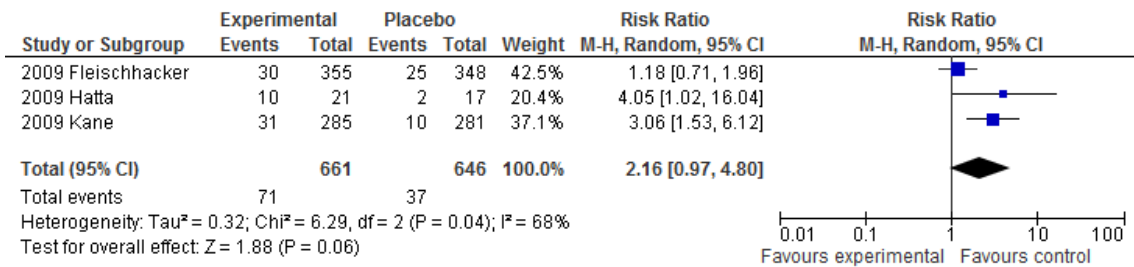 Experimental Placebo Risk Ratio Risk Ratio
Study or Subgroup Events Total Events Total Weight M-H, Random, 95% CI M-H, Random, 95% CI
2009 Fleischhacker 30 355 25 348 42.5% 1.18 [0.71, 1.96]
2009 Hatta 10 21 2 17 20.4% 4.05 [1.02, 16.04]
2009 Kane 31 285 10 281 37.1% 3.06 [1.53, 6.12]
Total (95% CI) 661 646 100.0% 2.16 [0.97, 4.80]
Total events 71 37
Heterogeneity: Tau² = 0.32; Chi² = 6.29, df = 2 (P = 0.04); I² = 68%
Test for overall effect: Z = 1.88 (P = 0.06)
0.01 0.1 1 10 100
Favours experimental Favours control